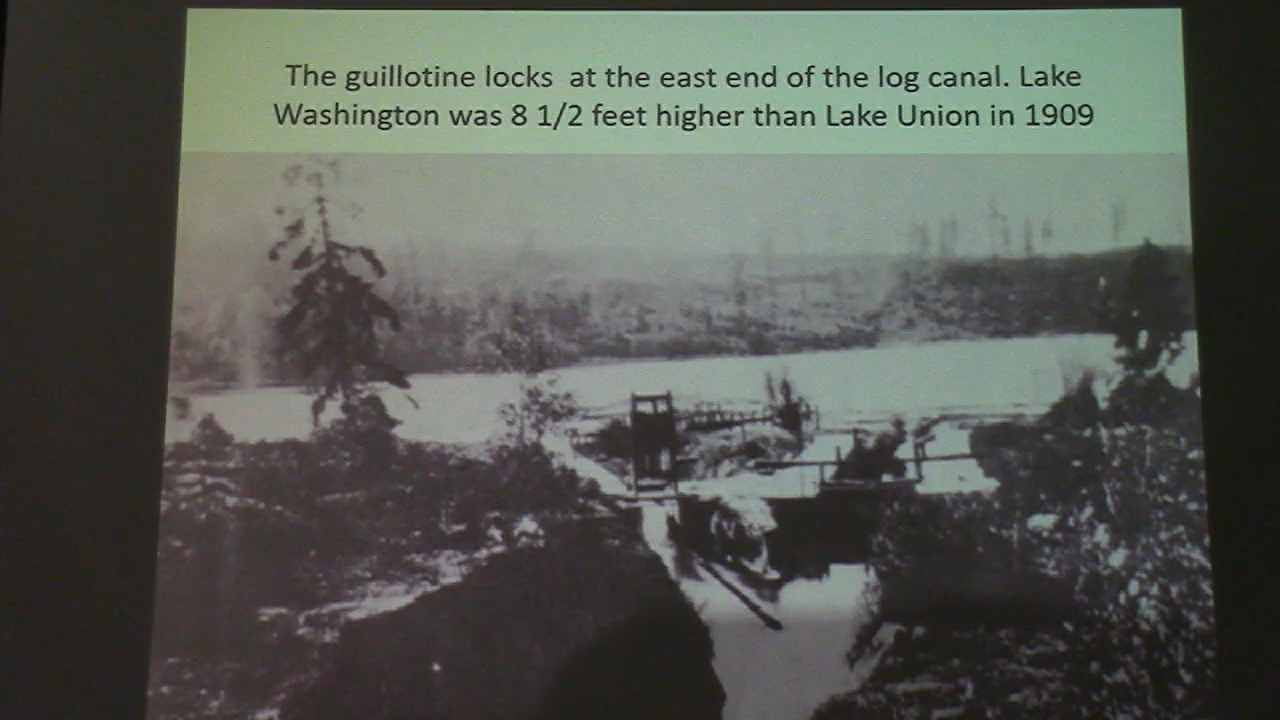 The guillotine locks  at the east end of the log canal. Lake
Washington was 8 1/2 feet higher than Lake Union in 1909